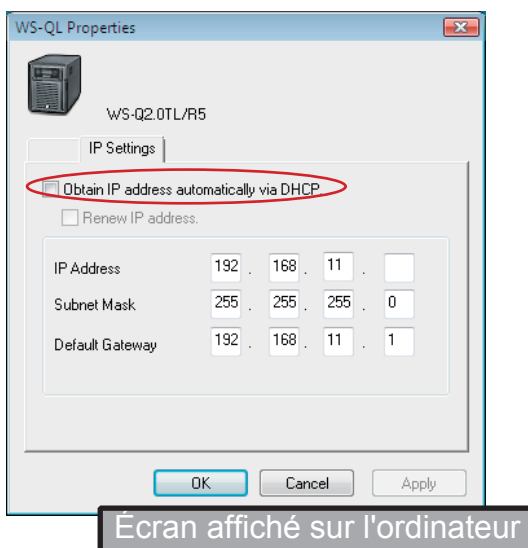 WS-QL Properties
WS-Q2.0TL/R5
IP Settings
Obtain IP address automatically via DHCP.
Renew IP address.
IP Address 192 . 168 . 11 .
Subnet Mask 255 . 255 . 255 . 0
Default Gateway 192 . 168 . 11 . 1
OK Cancel Apply
Écran affiché sur l'ordinateur